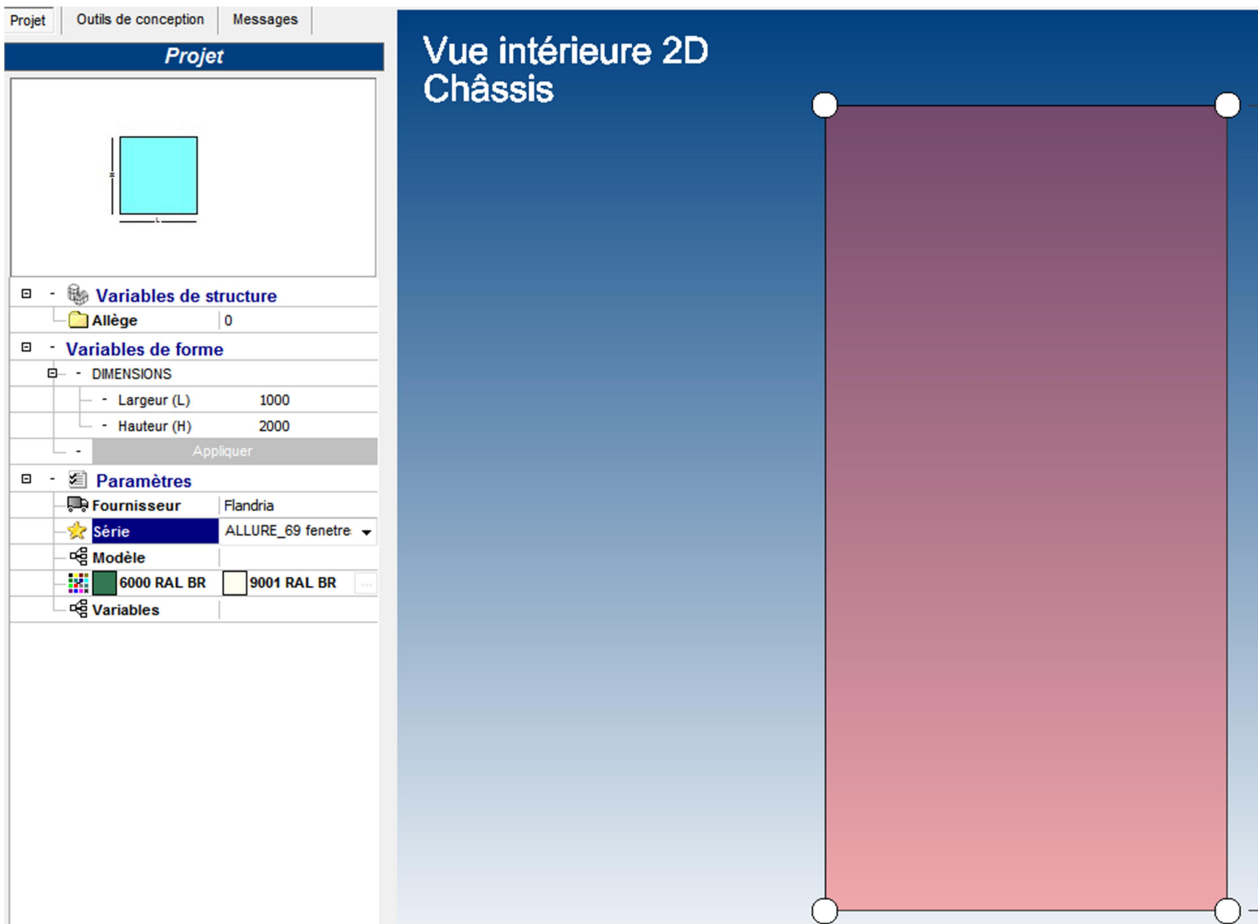 Projet Outils de conception Messages
Projet
H
L
Variables de structure
Allège 0
Variables de forme
DIMENSIONS
Largeur (L) 1000
Hauteur (H) 2000
Appliquer
Paramètres
Fournisseur Flandria
Série ALLURE_69 fenetre
Modèle
6000 RAL BR 9001 RAL BR ...
Variables
Vue intérieure 2D
Châssis